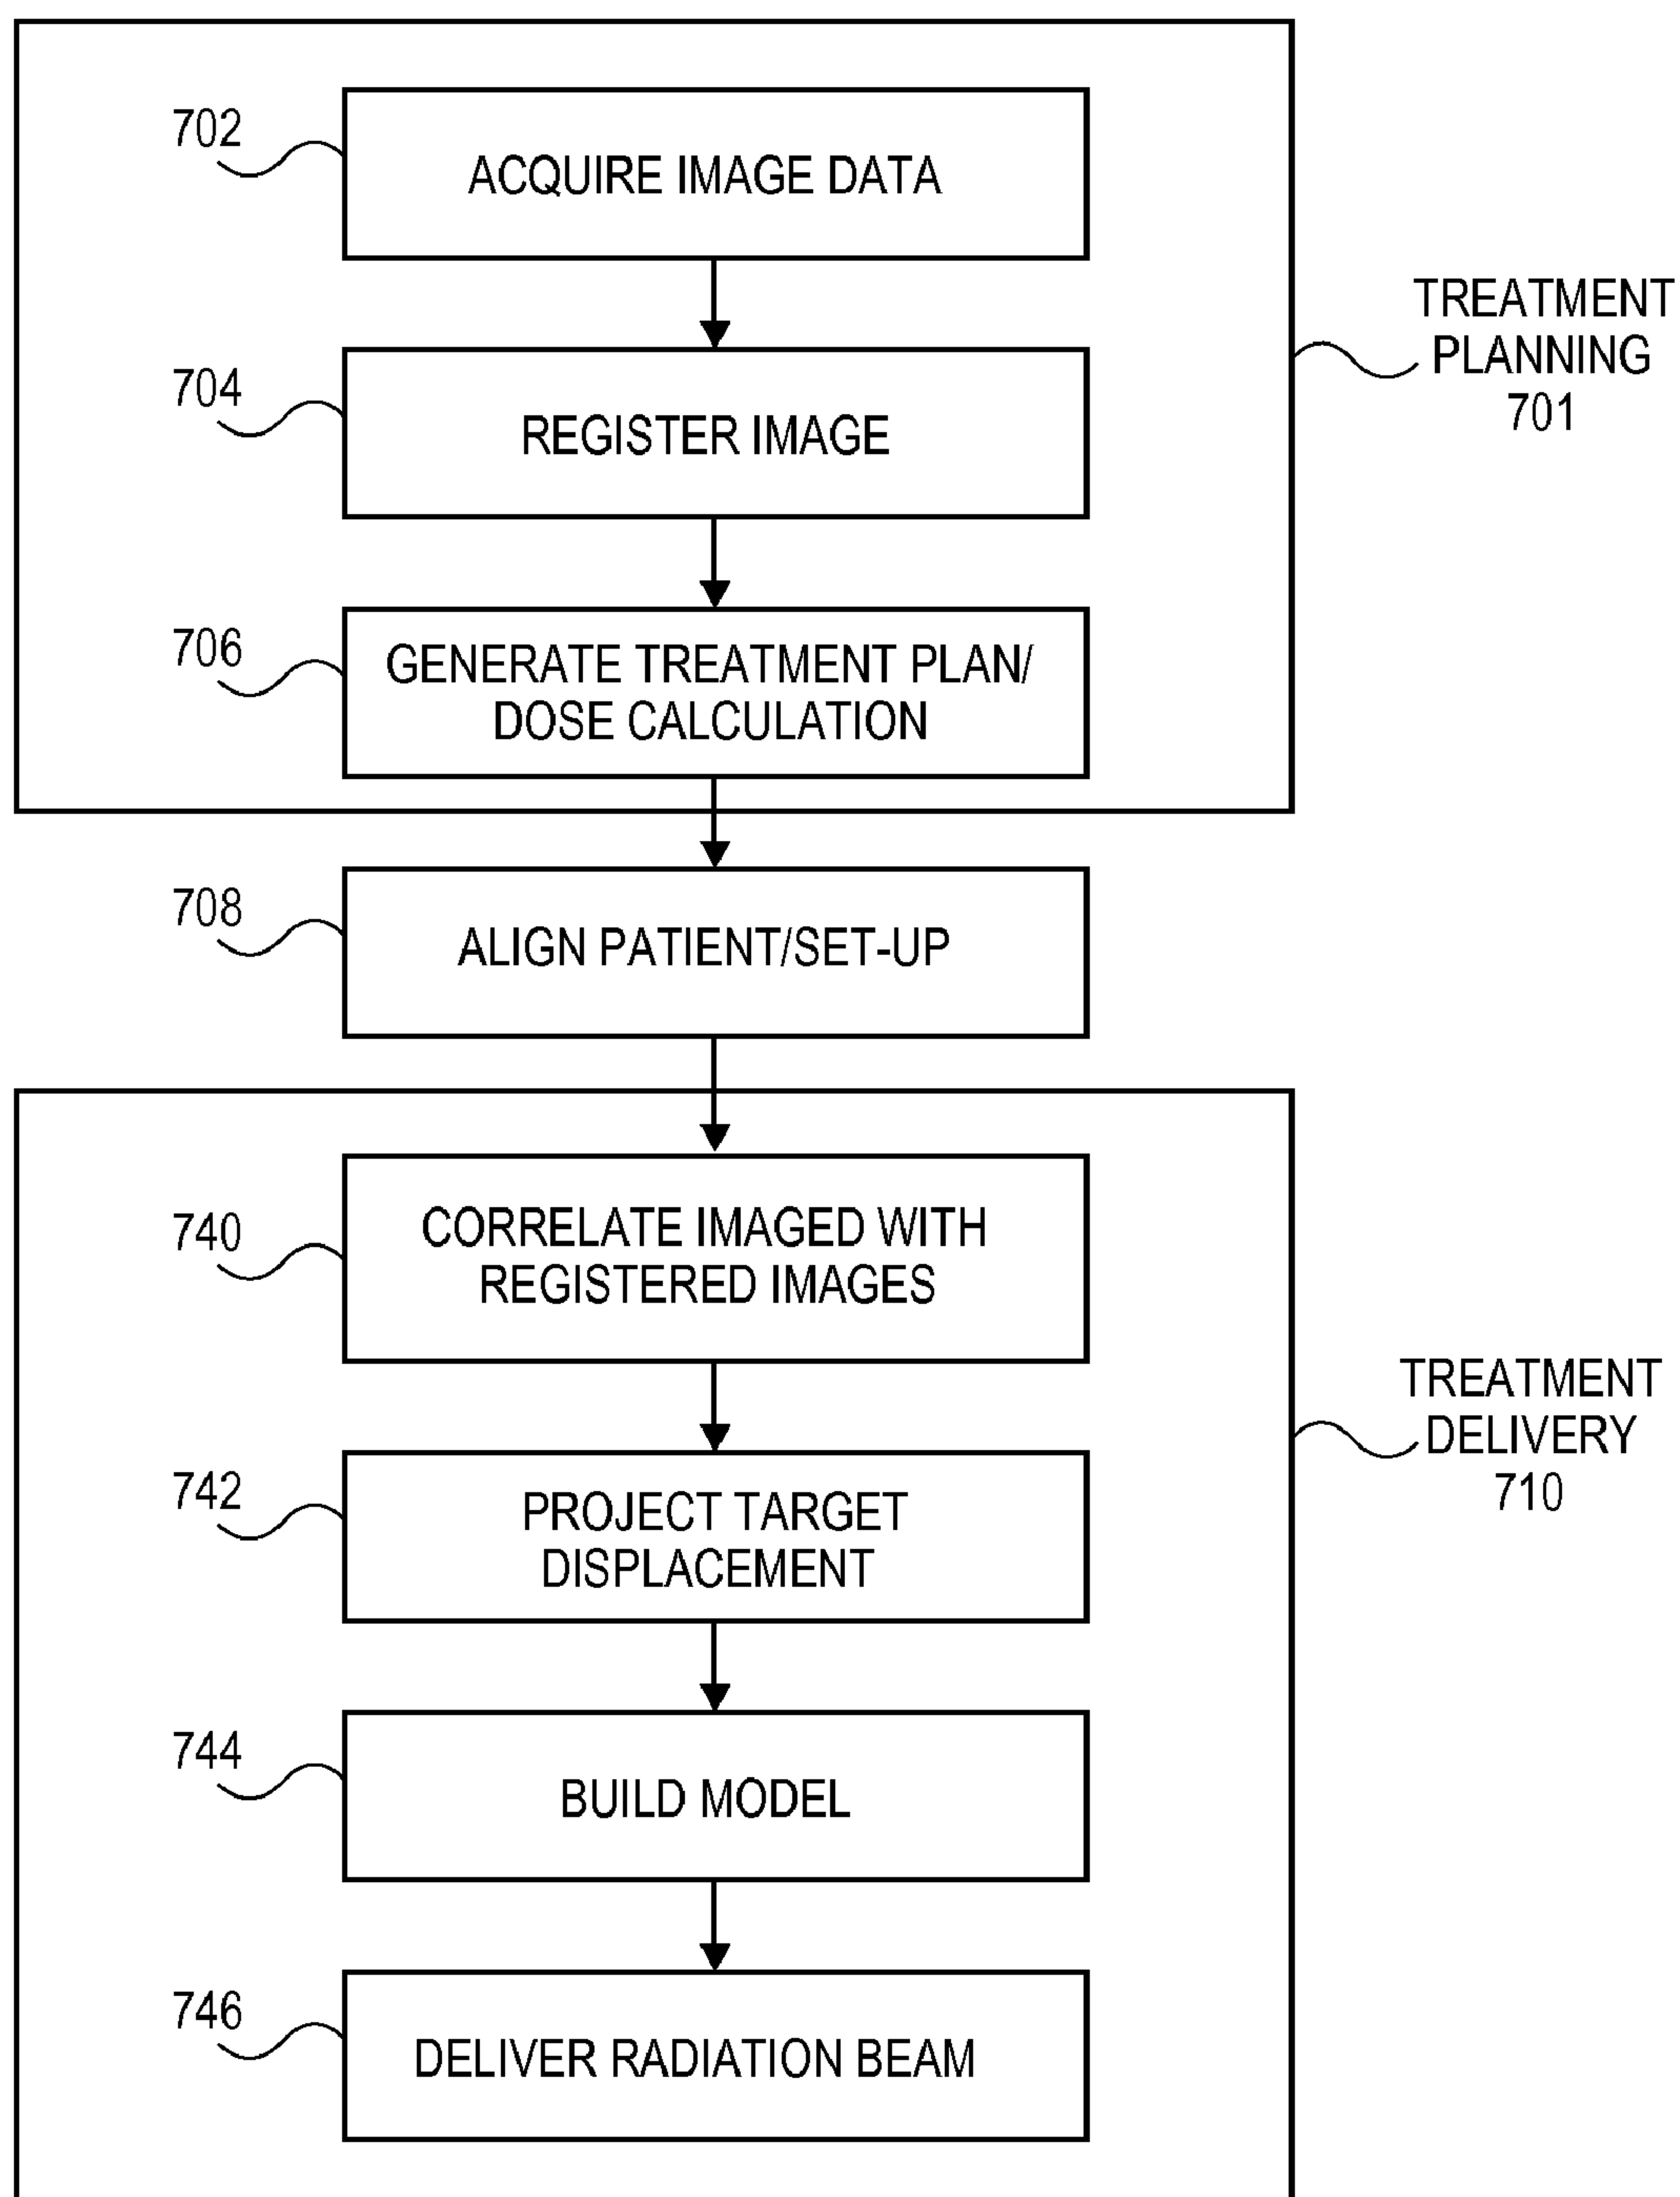 702
ACQUIRE IMAGE DATA
704
REGISTER IMAGE
706
GENERATE TREATMENT PLAN/
DOSE CALCULATION
TREATMENT
PLANNING
701
708
ALIGN PATIENT/SET-UP
740
CORRELATE IMAGED WITH
REGISTERED IMAGES
742
PROJECT TARGET
DISPLACEMENT
744
BUILD MODEL
746
DELIVER RADIATION BEAM
TREATMENT
DELIVERY
710